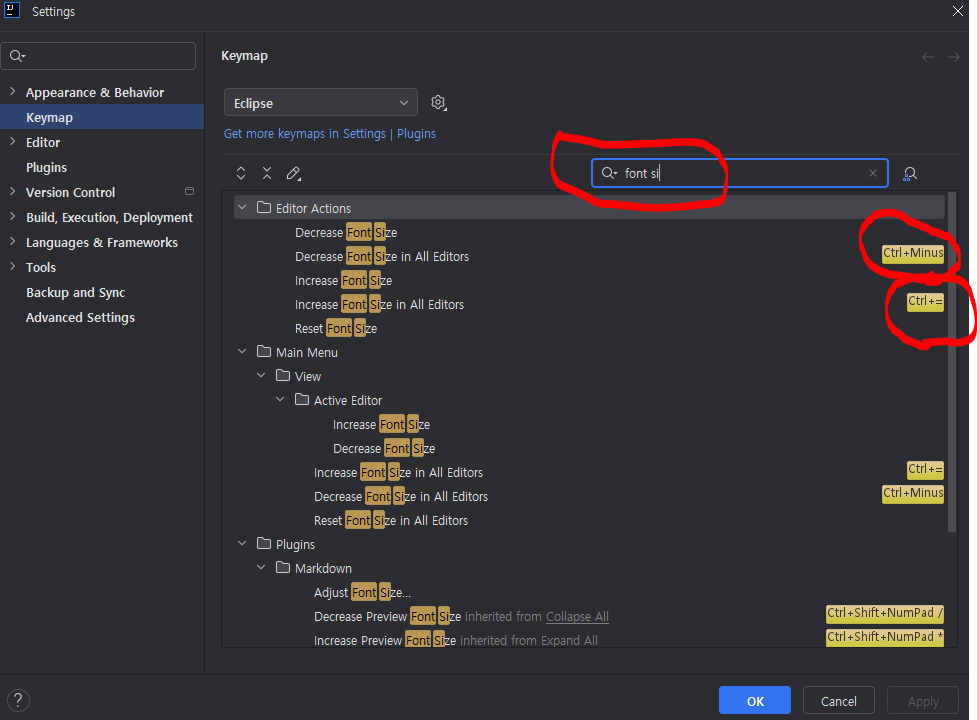 Settings
Keymap
Appearance & Behavior
Keymap
Editor
Plugins
Version Control
Build, Execution, Deployment
Languages & Frameworks
Tools
Backup and Sync
Advanced Settings
Eclipse
Get more keymaps in Settings | Plugins
font si
Editor Actions
Decrease Font Size
Decrease Font Size in All Editors Ctrl+Minus
Increase Font Size
Increase Font Size in All Editors Ctrl+=
Reset Font Size
Main Menu
View
Active Editor
Increase Font Size
Decrease Font Size
Increase Font Size in All Editors Ctrl+=
Decrease Font Size in All Editors Ctrl+Minus
Reset Font Size in All Editors
Plugins
Markdown
Adjust Font Size...
Decrease Preview Font Size inherited from Collapse All Ctrl+Shift+NumPad /
Increase Preview Font Size inherited from Expand All Ctrl+Shift+NumPad *
? OK Cancel Apply